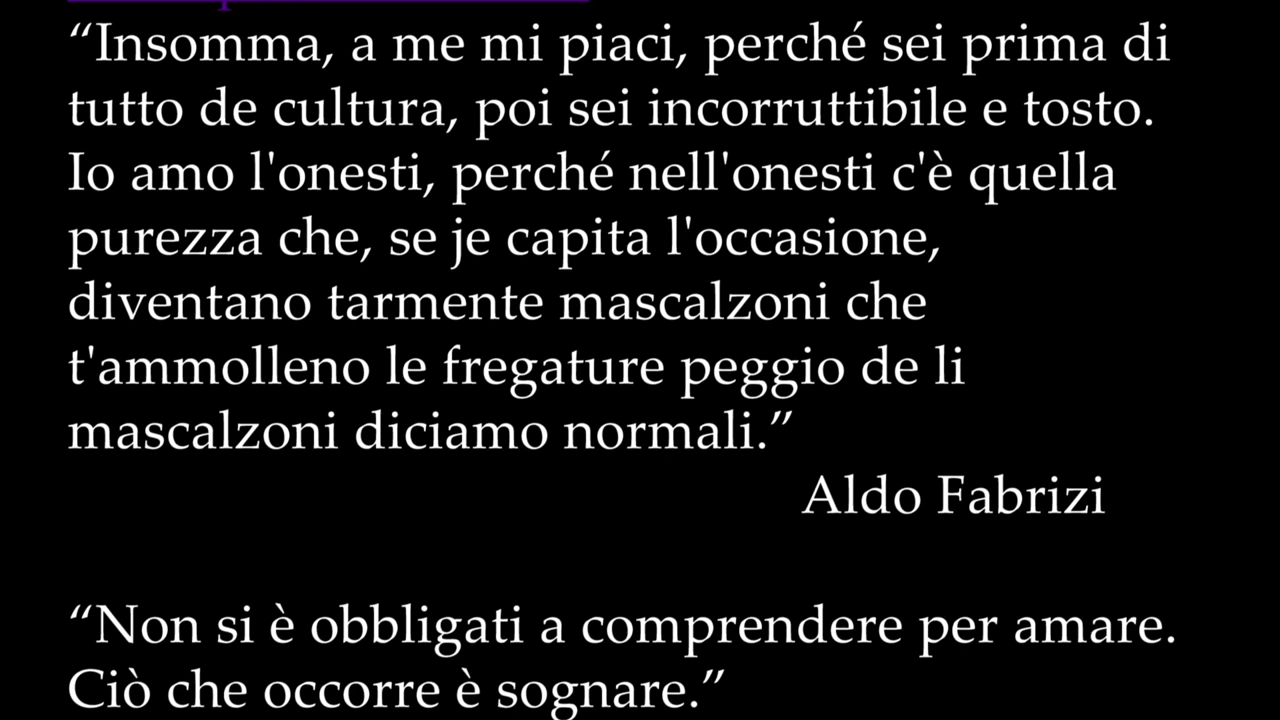 “Insomma, a me mi piaci, perché sei prima di
tutto de cultura, poi sei incorruttibile e tosto.
Io amo l'onesti, perché nell'onesti c'è quella
purezza che, se je capita l'occasione,
diventano tarmente mascalzoni che
t'ammolleno le fregature peggio de li
mascalzoni diciamo normali.”
Aldo Fabrizi
“Non si è obbligati a comprendere per amare.
Ciò che occorre è sognare.”